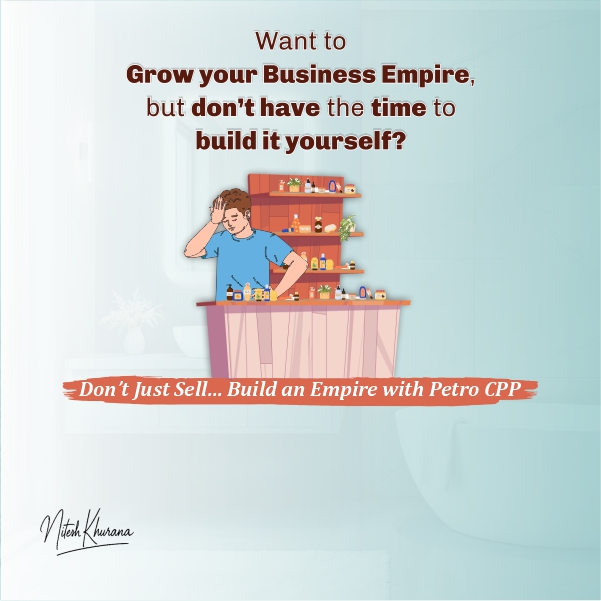 Want to
Grow your Business Empire,
but don't have the time to
build it yourself?
Don't Just Sell... Build an Empire with Petro CPP
Nitesh Khurana